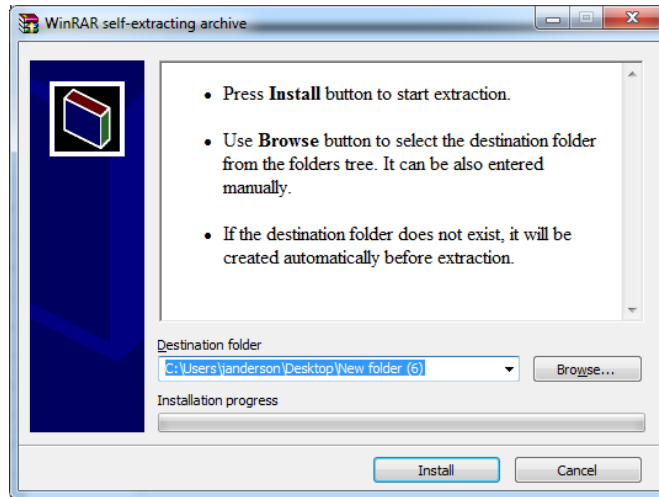 WinRAR self-extracting archive
• Press Install button to start extraction.
• Use Browse button to select the destination folder
from the folders tree. It can be also entered
manually.
• If the destination folder does not exist, it will be
created automatically before extraction.
Destination folder
C:\Users\janderson\Desktop\New folder (6)
Browse...
Installation progress
Install
Cancel